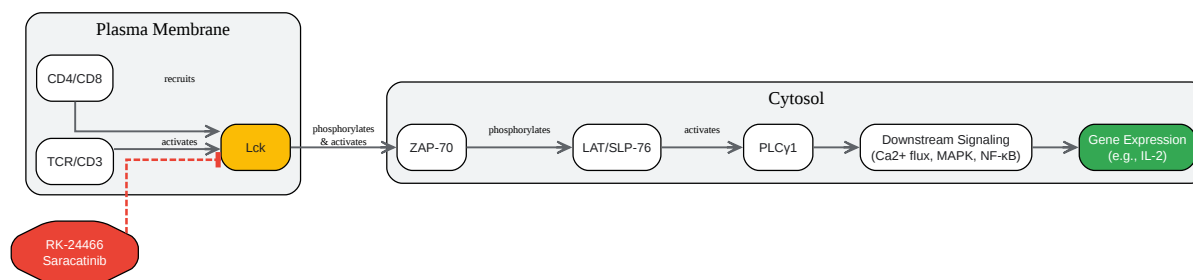 Plasma Membrane
CD4/CD8
recruits
TCR/CD3
activates
Lck
phosphorylates
& activates
RK-24466
Saracatinib
Cytosol
ZAP-70
phosphorylates
LAT/SLP-76
activates
PLCγ1
Downstream Signaling
(Ca2+ flux, MAPK, NF-κB)
Gene Expression
(e.g., IL-2)